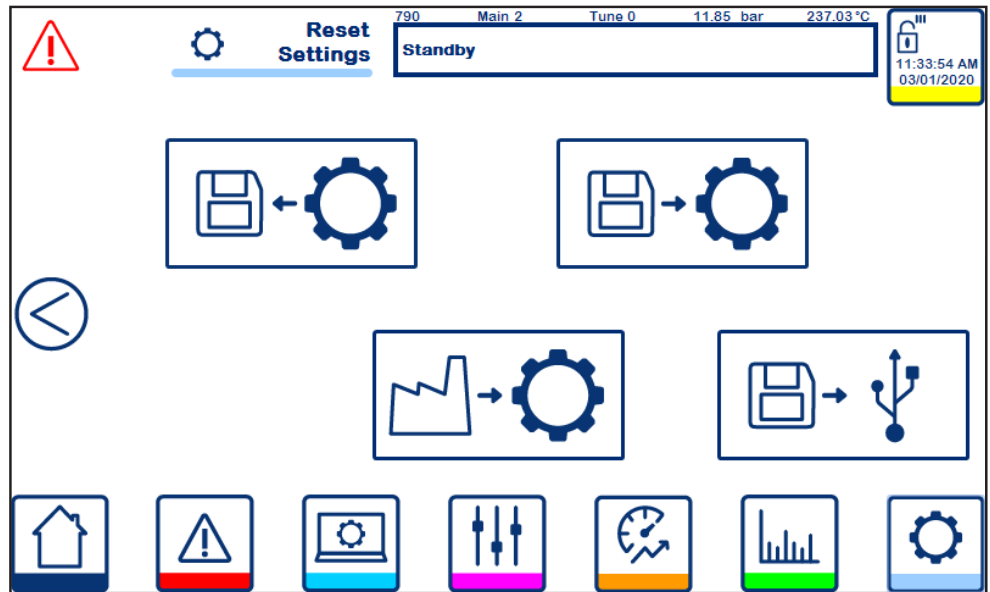 790 Main 2 Tune 0 11.85 bar 237.03 °C
Reset
Settings
Standby
11:33:54 AM
03/01/2020